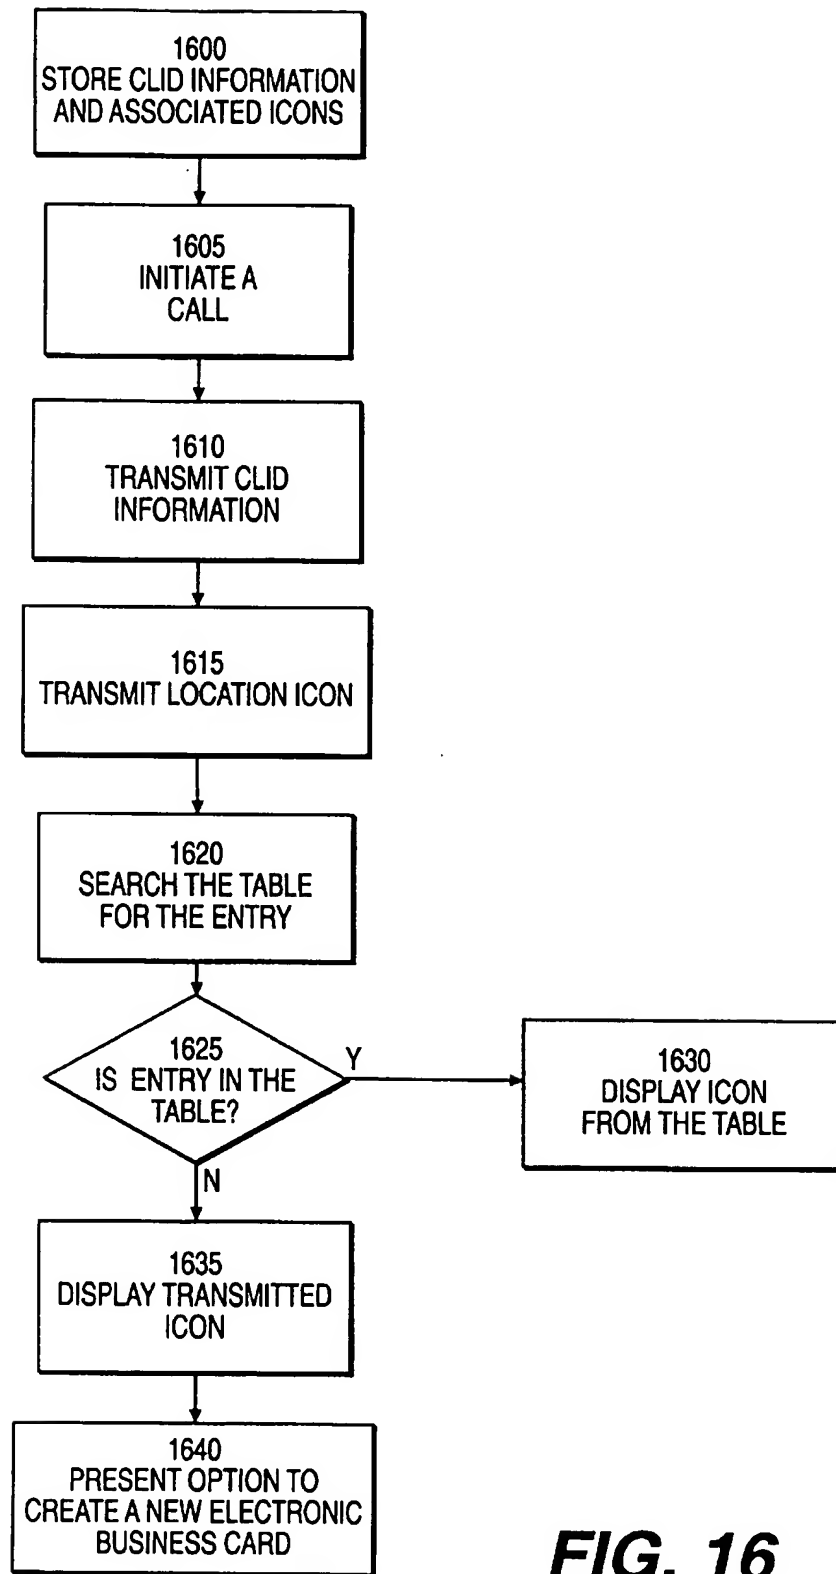 1600
STORE CLID INFORMATION
AND ASSOCIATED ICONS
1605
INITIATE A
CALL
1610
TRANSMIT CLID
INFORMATION
1615
TRANSMIT LOCATION ICON
1620
SEARCH THE TABLE
FOR THE ENTRY
1625
IS ENTRY IN THE
TABLE?
Y
1630
DISPLAY ICON
FROM THE TABLE
N
1635
DISPLAY TRANSMITTED
ICON
1640
PRESENT OPTION TO
CREATE A NEW ELECTRONIC
BUSINESS CARD
FIG. 16